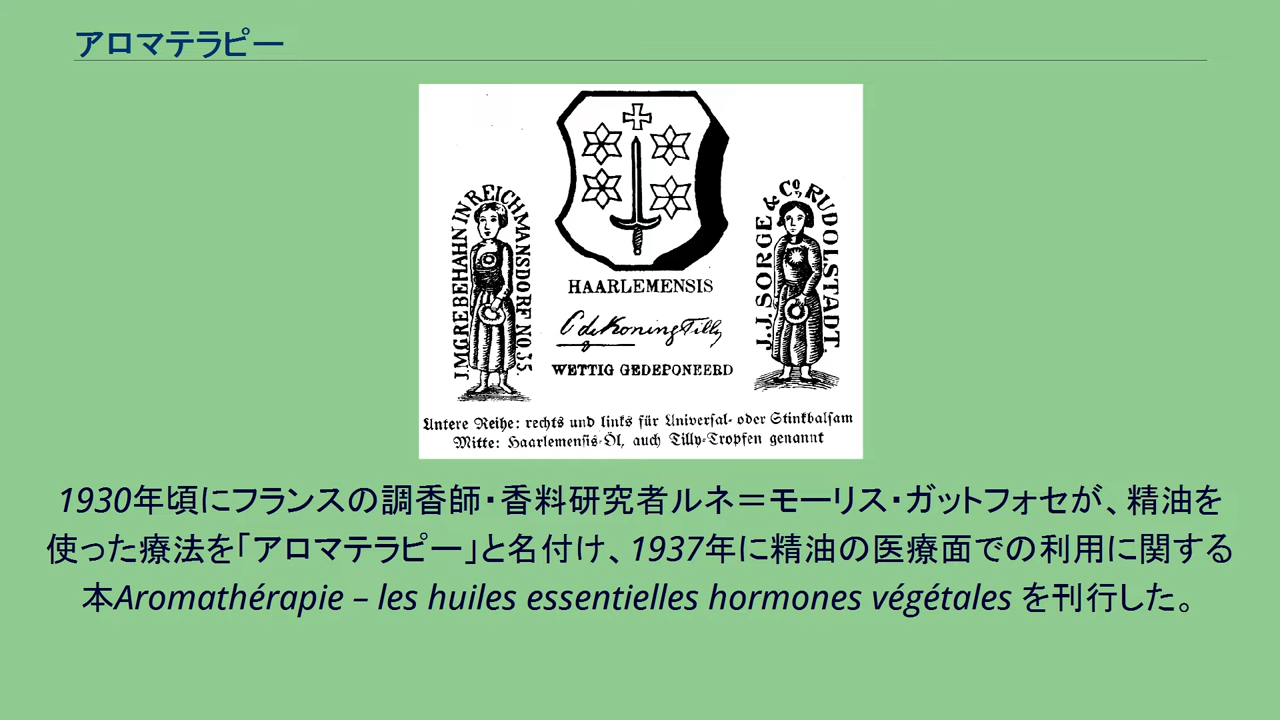 アロマテラピー
J.M GREBEHAHN IN REICHMANSDORF NO.35.
HAARLEMENSIS
C de Koning Tilly
WETTIG GEDEPONEERD
J.J. SORGE & Co, RUDOLSTADT.
Untere Reihe: rechts und links für Universal- oder Stinkbalsam
Mitte: Haarlemensis-Öl, auch Tilly-Tropfen genannt
1930年頃にフランスの調香師・香料研究者ルネ＝モーリス・ガットフォセが、精油を
使った療法を「アロマテラピー」と名付け、1937年に精油の医療面での利用に関する
本Aromathérapie – les huiles essentielles hormones végétales を刊行した。